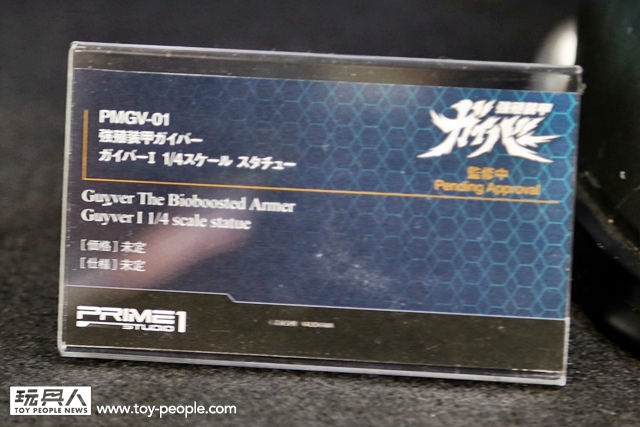 PMGV-01
強殖装甲ガイバー
ガイバーI 1/4スケール スタチュー
強殖装甲
ガイバー
監修中
Pending Approval
Guyver The Bioboosted Armer
Guyver I 1/4 scale statue
[価格]未定
[仕様]未定
PRIME1
STUDIO
玩具人
TOY PEOPLE NEWS
www.toy-people.com